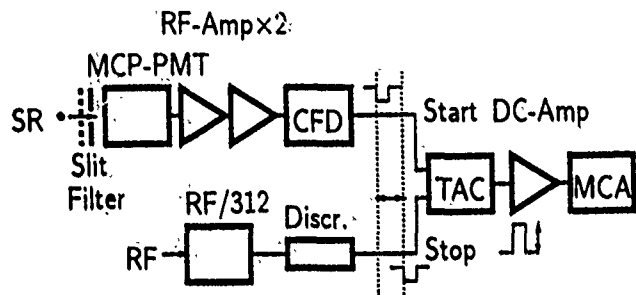 RF-Amp×2
MCP-PMT
SR
CFD
Start DC-Amp
Slit
Filter
TAC
MCA
RF/312
Discr.
RF
Stop